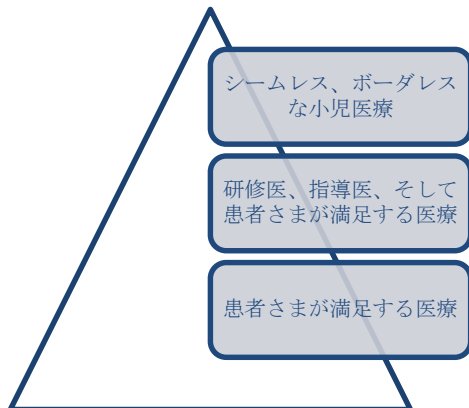 シームレス、ボーダレス
な小児医療
研修医、指導医、そして
患者さまが満足する医療
患者さまが満足する医療